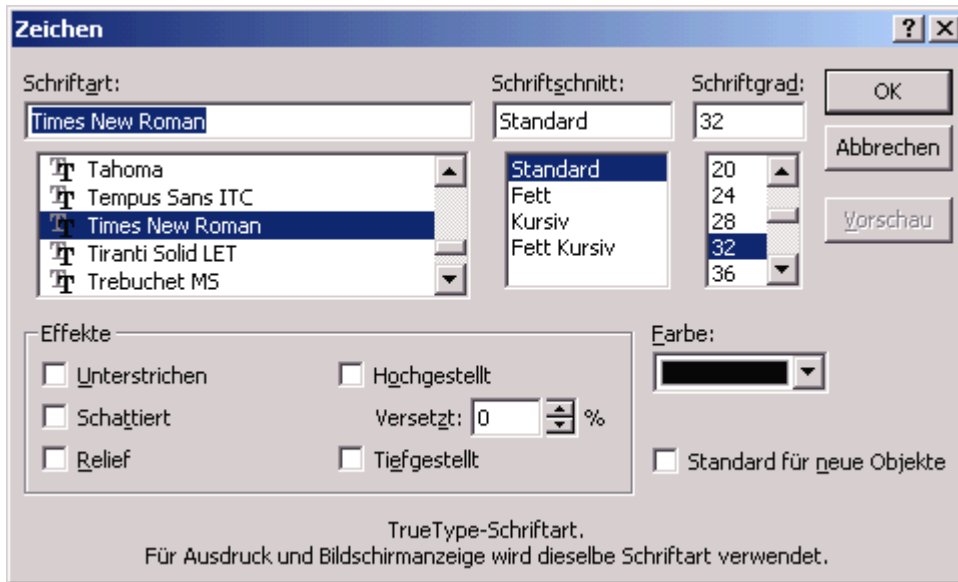 Zeichen
Schriftart:
Times New Roman
Tahoma
Tempus Sans ITC
Times New Roman
Tiranti Solid LET
Trebuchet MS
Schriftschnitt:
Standard
Standard
Fett
Kursiv
Fett Kursiv
Schriftgrad:
32
20
24
28
32
36
OK
Abbrechen
Vorschau
Effekte
Unterstrichen
Schattiert
Relief
Hochgestellt
Versetzt: 0 %
Tiefgestellt
Farbe:
Standard für neue Objekte
TrueType-Schriftart.
Für Ausdruck und Bildschirmanzeige wird dieselbe Schriftart verwendet.